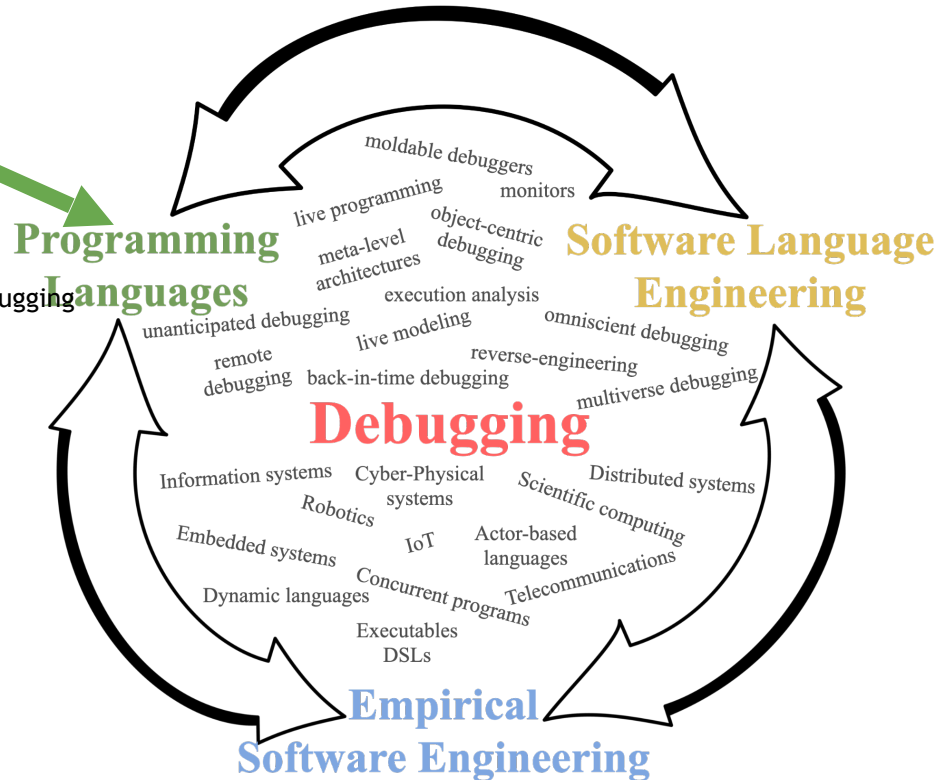 moldable debuggers
monitors
live programming
object-centric
debugging
meta-level
architectures
Programming
Languages
ugging
Software Language
Engineering
execution analysis
unanticipated debugging
live modeling
omniscient debugging
remote
debugging
back-in-time debugging
reverse-engineering
multiverse debugging
Debugging
Information systems
Cyber-Physical
systems
Scientific computing
Distributed systems
Robotics
Embedded systems
IoT
Actor-based
languages
Telecommunications
Dynamic languages
Concurrent programs
Executables
DSLs
Empirical
Software Engineering